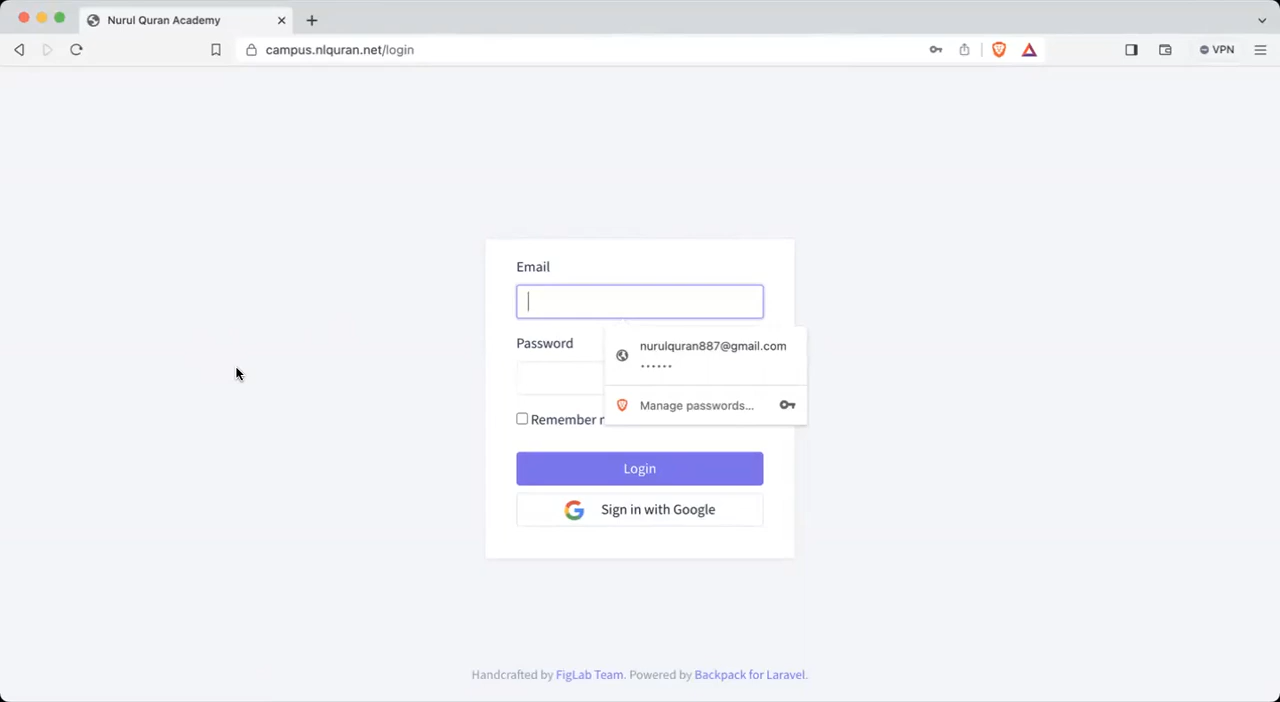 Nurul Quran Academy
campus.nlquran.net/login
VPN
Email
nurulquran887@gmail.com
••••••
Password
Manage passwords...
Remember
Login
Sign in with Google
Handcrafted by FigLab Team. Powered by Backpack for Laravel.